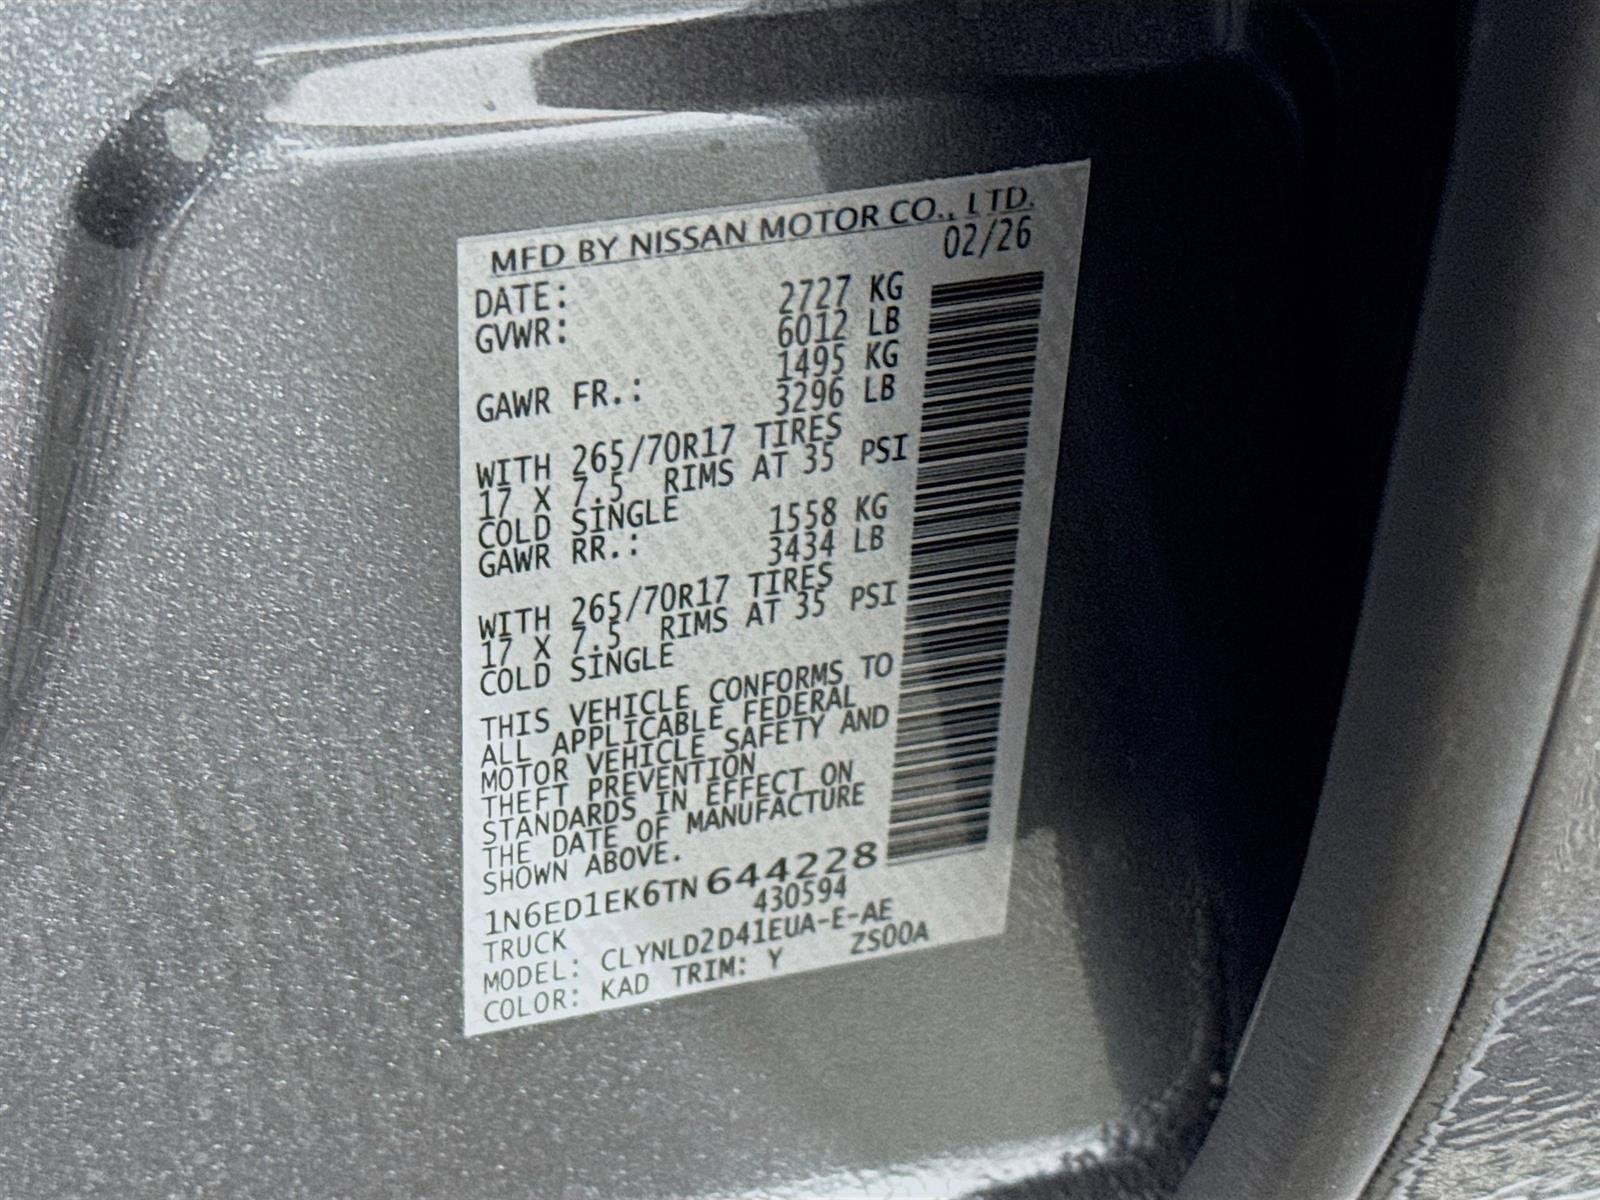 MFD BY NISSAN MOTOR CO., LTD.
DATE: 02/26
GVWR: 2727 KG
6012 LB
GAWR FR.: 1495 KG
3296 LB
WITH 265/70R17 TIRES
17 X 7.5 RIMS AT 35 PSI
COLD SINGLE
GAWR RR.: 1558 KG
3434 LB
WITH 265/70R17 TIRES
17 X 7.5 RIMS AT 35 PSI
COLD SINGLE
THIS VEHICLE CONFORMS TO
ALL APPLICABLE FEDERAL
MOTOR VEHICLE SAFETY AND
THEFT PREVENTION
STANDARDS IN EFFECT ON
THE DATE OF MANUFACTURE
SHOWN ABOVE.
1N6ED1EK6TN644228
TRUCK 430594
MODEL: CLYNLD2D41EUA-E-AE
COLOR: KAD TRIM: Y ZS00A